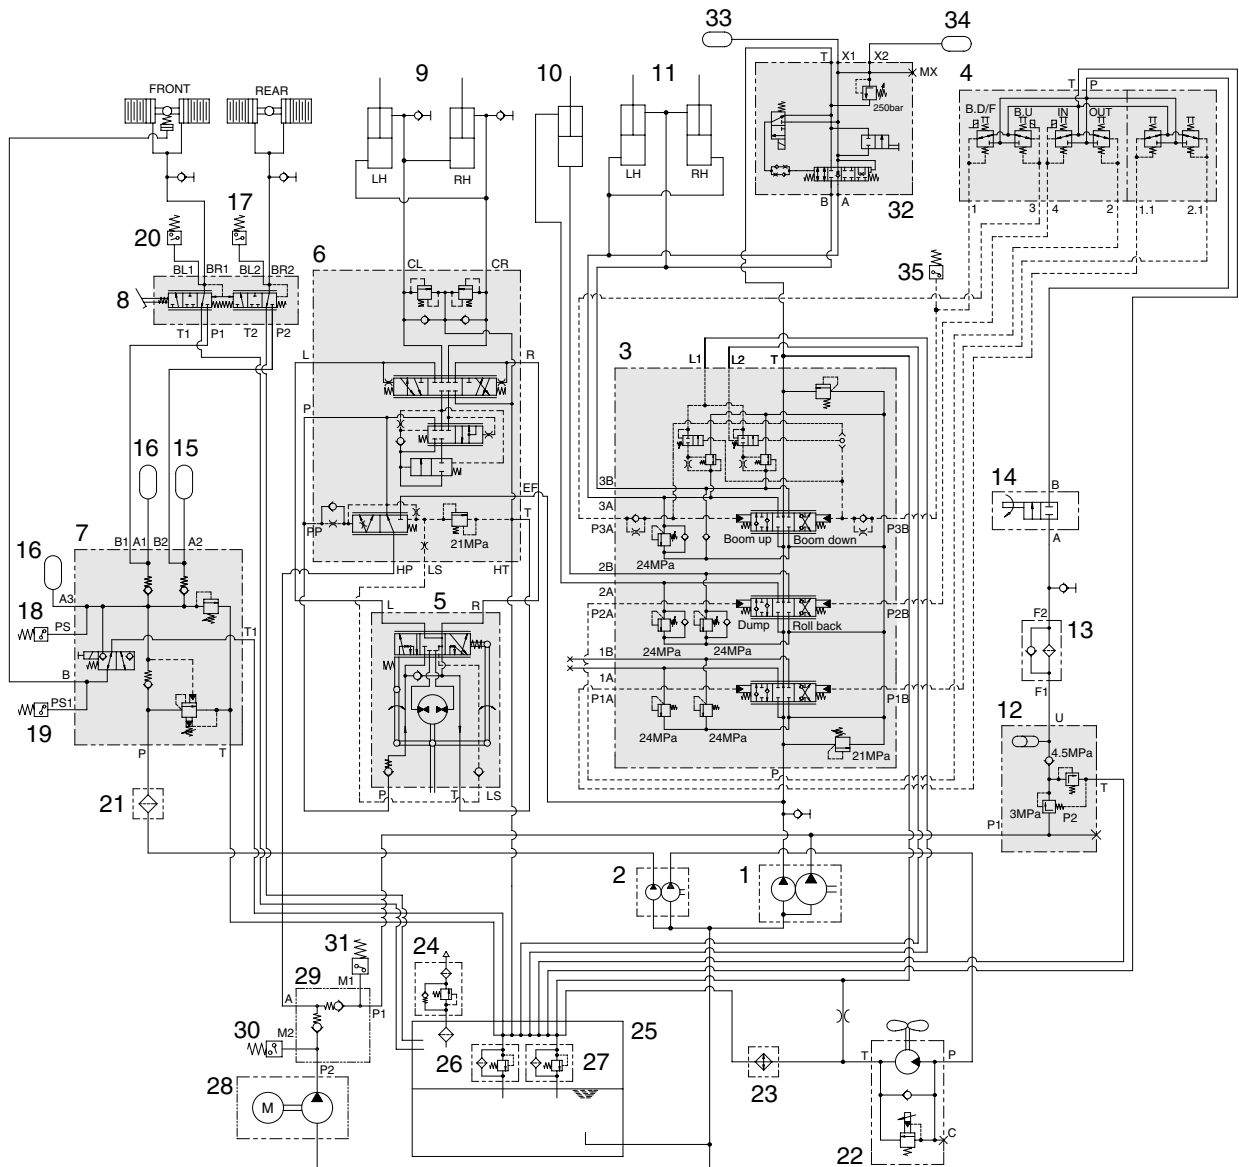 33
34
T X1 X2
MX
250bar
B A
32
4
T P
B.D/F B.U IN OUT
1 3 4 2 1.1 2.1
FRONT REAR
9
10
11
LH RH
LH RH
17
20
BL1 BR1 BL2 BR2
8
T1 P1 T2 P2
6
CL CR
L R
P
EF
PP
T
21MPa
HP LS HT
35
3
L1 L2 T
3B
3A
P3A P3B
Boom up Boom down
24MPa
2B
2A
P2A P2B
Dump Roll back
24MPa 24MPa
1B
1A
P1A P1B
24MPa 24MPa
21MPa
P
14
B
A
F2
13
F1
12
U
4.5MPa
T
3MPa P2
P1
16 15
7
B1 A1 B2 A2
16
A3
18
PS
T1
B
PS1
19
P T
5
L R
P T LS
21
2
1
31
29
M1
A
P1
30
M2
P2
28
M
24
25
26 27
23
T P
C
22